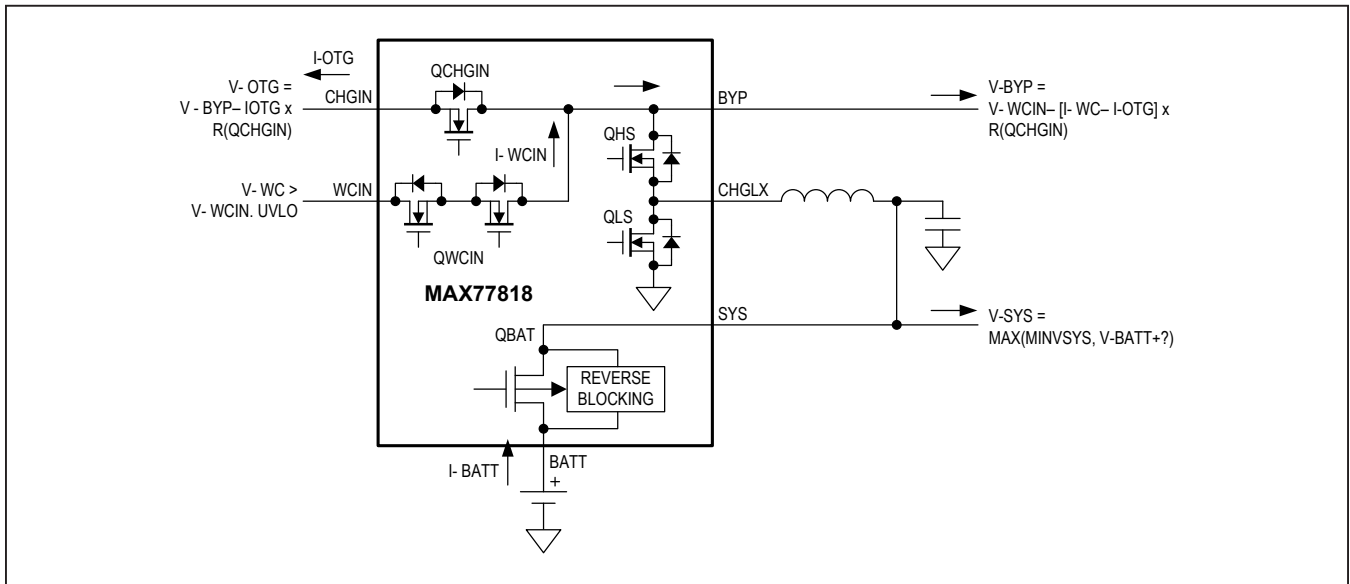 I-OTG
V- OTG =
V - BYP– IOTG x
R(QCHGIN)
CHGIN
QCHGIN
BYP
V-BYP =
V- WCIN– [I- WC– I-OTG] x
R(QCHGIN)
I- WCIN
QHS
V- WC >
V- WCIN. UVLO
WCIN
CHGLX
QLS
QWCIN
MAX77818
SYS
V-SYS =
MAX(MINVSYS, V-BATT+?)
QBAT
REVERSE
BLOCKING
I- BATT
BATT
+